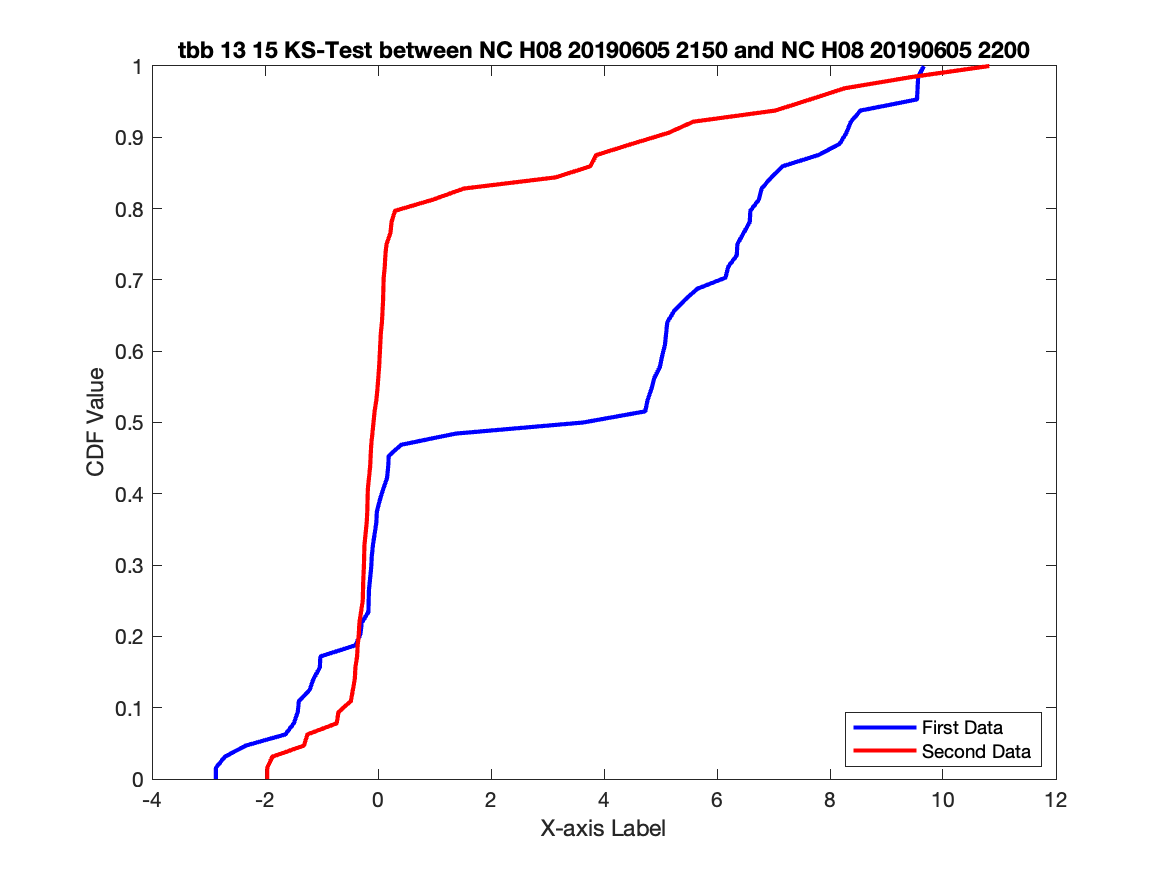 tbb 13 15 KS-Test between NC H08 20190605 2150 and NC H08 20190605 2200
1
0.9
0.8
0.7
0.6
0.5
0.4
0.3
0.2
0.1
0
CDF Value
First Data
Second Data
-4 -2 0 2 4 6 8 10 12
X-axis Label